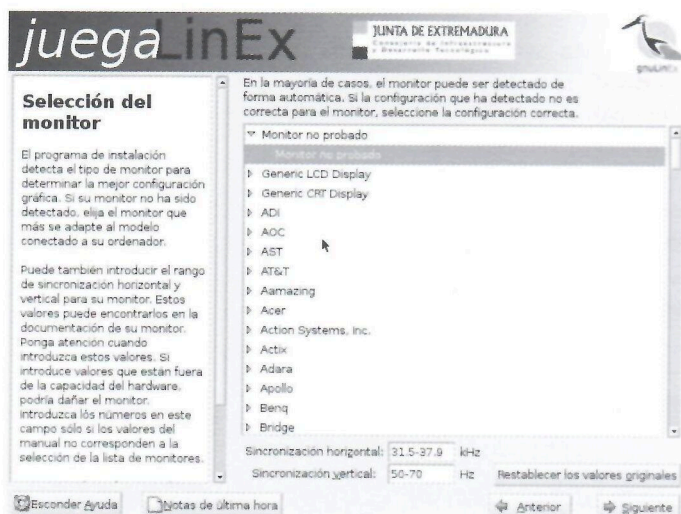 juegaLinEx
JUNTA DE EXTREMADURA
Consejería de Infraestructuras
y Desarrollo Tecnológico
gnuLinEx
Selección del
monitor
El programa de instalación
detecta el tipo de monitor para
determinar la mejor configuración
gráfica. Si su monitor no ha sido
detectado, elija el monitor que
más se adapte al modelo
conectado a su ordenador.
Puede también introducir el rango
de sincronización horizontal y
vertical para su monitor. Estos
valores puede encontrarlos en la
documentación de su monitor.
Ponga atención cuando
introduzca estos valores. Si
introduce valores que están fuera
de la capacidad del hardware,
podría dañar el monitor.
Introduzca lós números en este
campo sólo si los valores del
manual no corresponden a la
selección de la lista de monitores.
En la mayoría de casos, el monitor puede ser detectado de
forma automática. Si la configuración que ha detectado no es
correcta para el monitor, seleccione la configuración correcta.
Monitor no probado
Monitor no probado
Generic LCD Display
Generic CRT Display
ADI
AOC
AST
AT&T
Aamazing
Acer
Action Systems, Inc.
Actix
Adara
Apollo
Benq
Bridge
Sincronización horizontal: 31.5-37.9 kHz
Sincronización vertical: 50-70 Hz Restablecer los valores originales
Esconder Ayuda Notas de última hora Anterior Siguiente